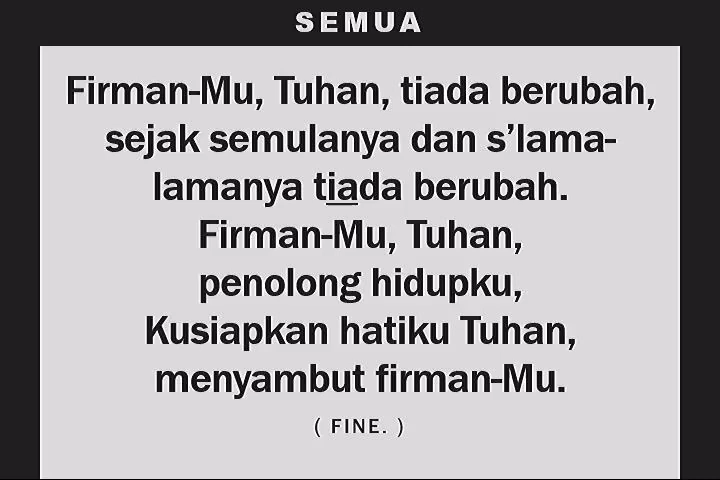 SEMUA
Firman-Mu, Tuhan, tiada berubah,
sejak semulanya dan s’lama-
lamanya tiada berubah.
Firman-Mu, Tuhan,
penolong hidupku,
Kusiapkan hatiku Tuhan,
menyambut firman-Mu.
( FINE. )